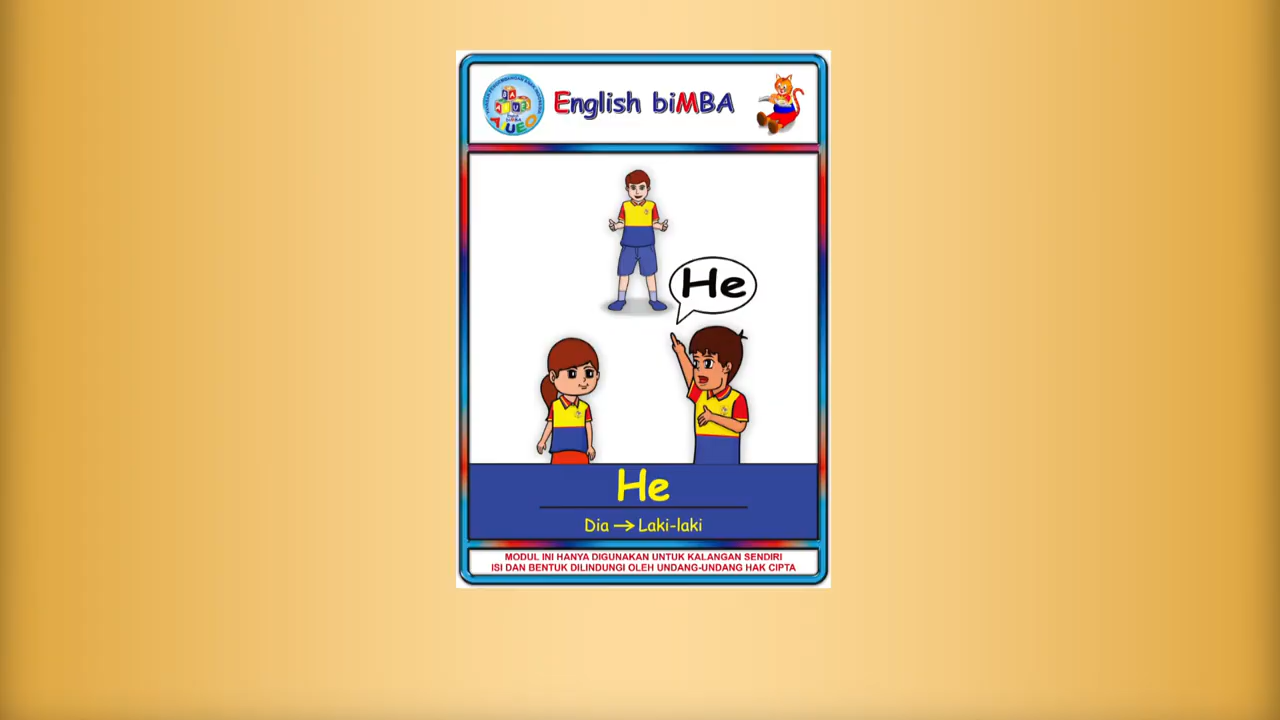 English biMBA
He
He
Dia → Laki-laki
MODUL INI HANYA DIGUNAKAN UNTUK KALANGAN SENDIRI
ISI DAN BENTUK DILINDUNGI OLEH UNDANG-UNDANG HAK CIPTA